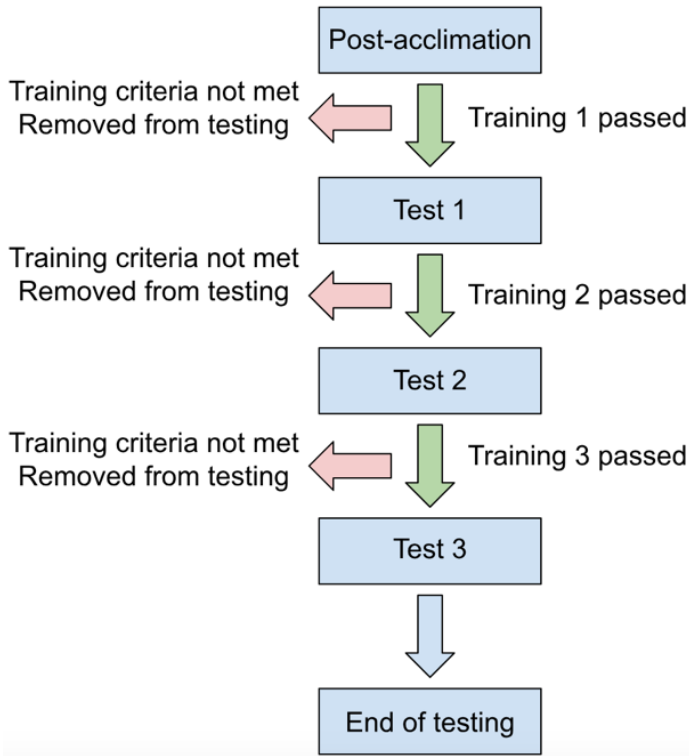 Post-acclimation
Training criteria not met
Removed from testing
Training 1 passed
Test 1
Training criteria not met
Removed from testing
Training 2 passed
Test 2
Training criteria not met
Removed from testing
Training 3 passed
Test 3
End of testing